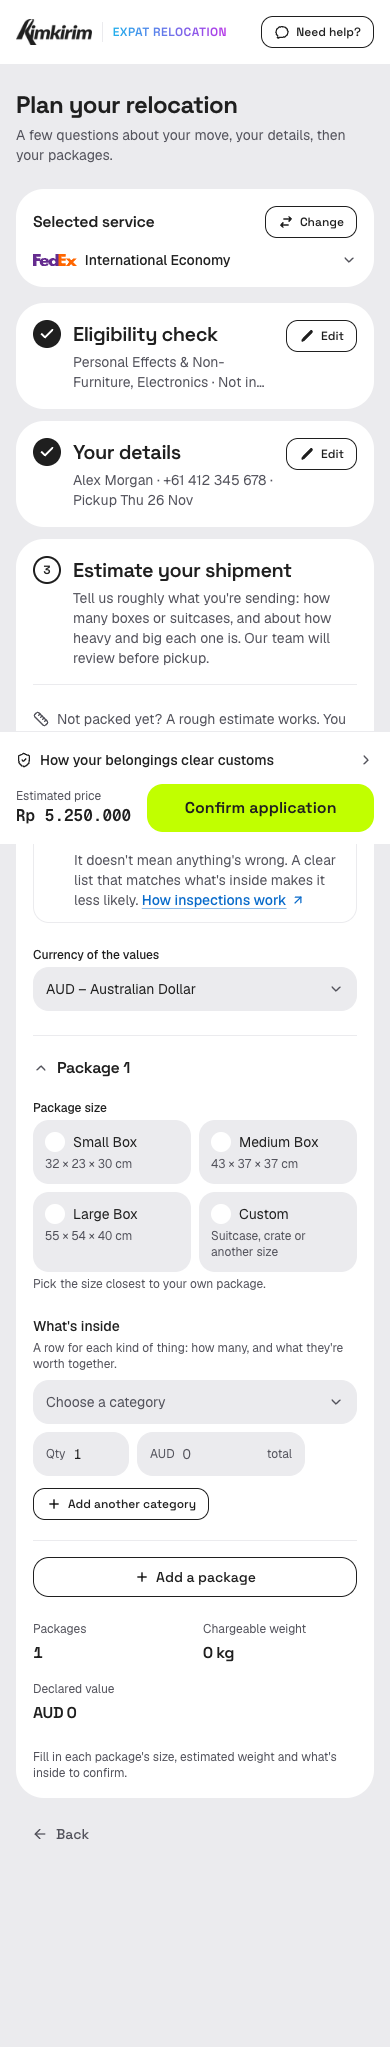 Kimkirim
EXPAT RELOCATION
Need help?
Plan your relocation
A few questions about your move, your details, then
your packages.
Selected service
Change
FedEx
International Economy
Eligibility check
Edit
Personal Effects & Non-
Furniture, Electronics · Not in...
Your details
Edit
Alex Morgan · +61 412 345 678 ·
Pickup Thu 26 Nov
3
Estimate your shipment
Tell us roughly what you're sending: how
many boxes or suitcases, and about how
heavy and big each one is. Our team will
review before pickup.
Not packed yet? A rough estimate works. You
How your belongings clear customs
Estimated price
Rp 5.250.000
Confirm application
It doesn't mean anything's wrong. A clear
list that matches what's inside makes it
less likely. How inspections work
Currency of the values
AUD – Australian Dollar
Package 1
Package size
Small Box
32 × 23 × 30 cm
Medium Box
43 × 37 × 37 cm
Large Box
55 × 54 × 40 cm
Custom
Suitcase, crate or
another size
Pick the size closest to your own package.
What's inside
A row for each kind of thing: how many, and what they're
worth together.
Choose a category
Qty 1
AUD 0 total
Add another category
Add a package
Packages
1
Chargeable weight
0 kg
Declared value
AUD 0
Fill in each package's size, estimated weight and what's
inside to confirm.
Back